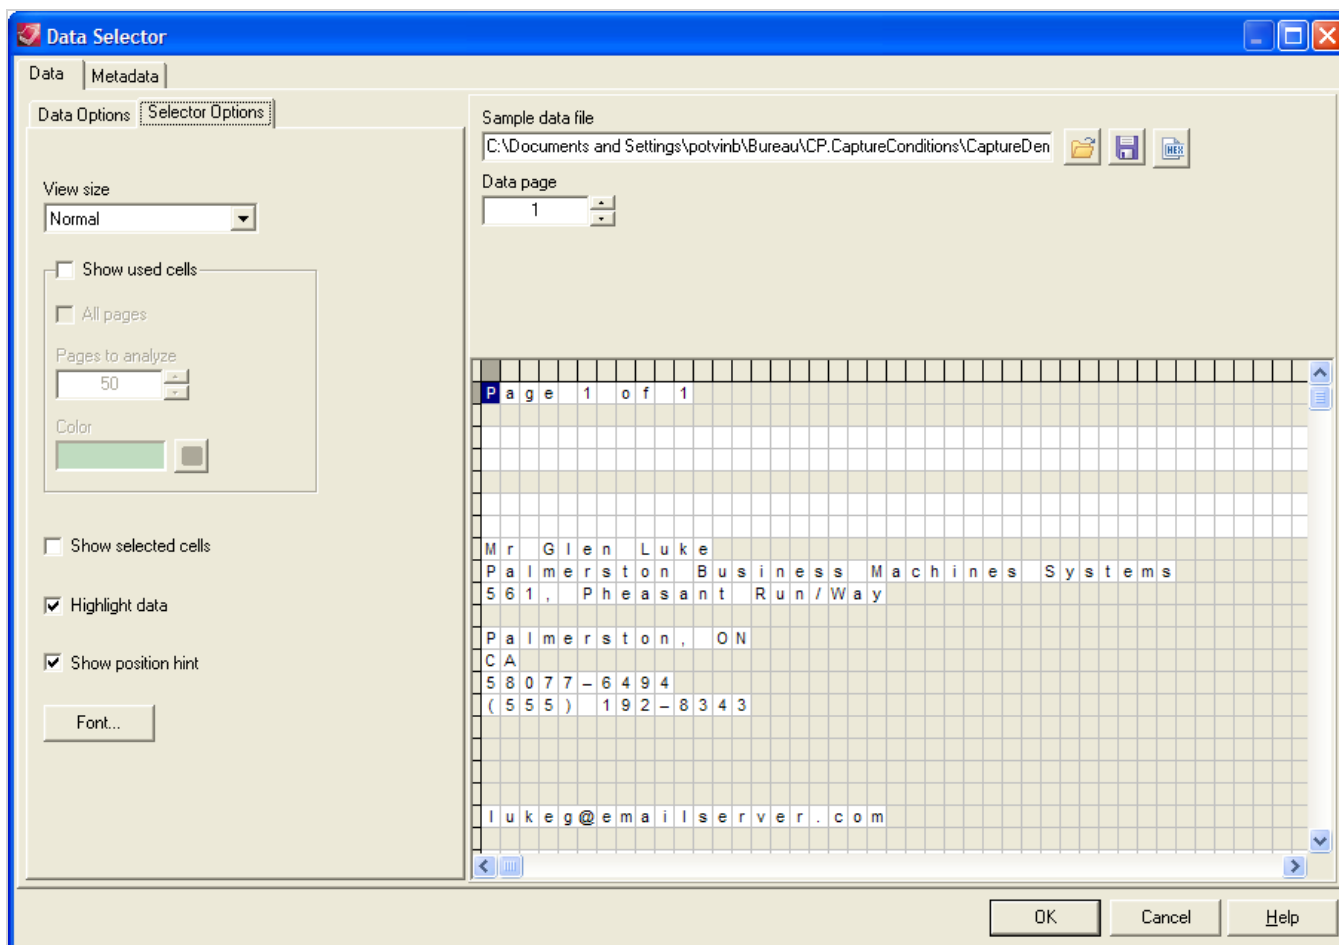 Data Selector
Data Metadata
Data Options Selector Options
View size
Normal
Show used cells
All pages
Pages to analyze
50
Color
Show selected cells
Highlight data
Show position hint
Font...
Sample data file
C:\Documents and Settings\potvinb\Bureau\CP.CaptureConditions\CaptureDen
HEX
Data page
1
Page 1 of 1
Mr Glen Luke
Palmerston Business Machines Systems
561, Pheasant Run/Way
Palmerston, ON
CA
58077-6494
(555) 192-8343
lukeg@emailserver.com
OK Cancel Help